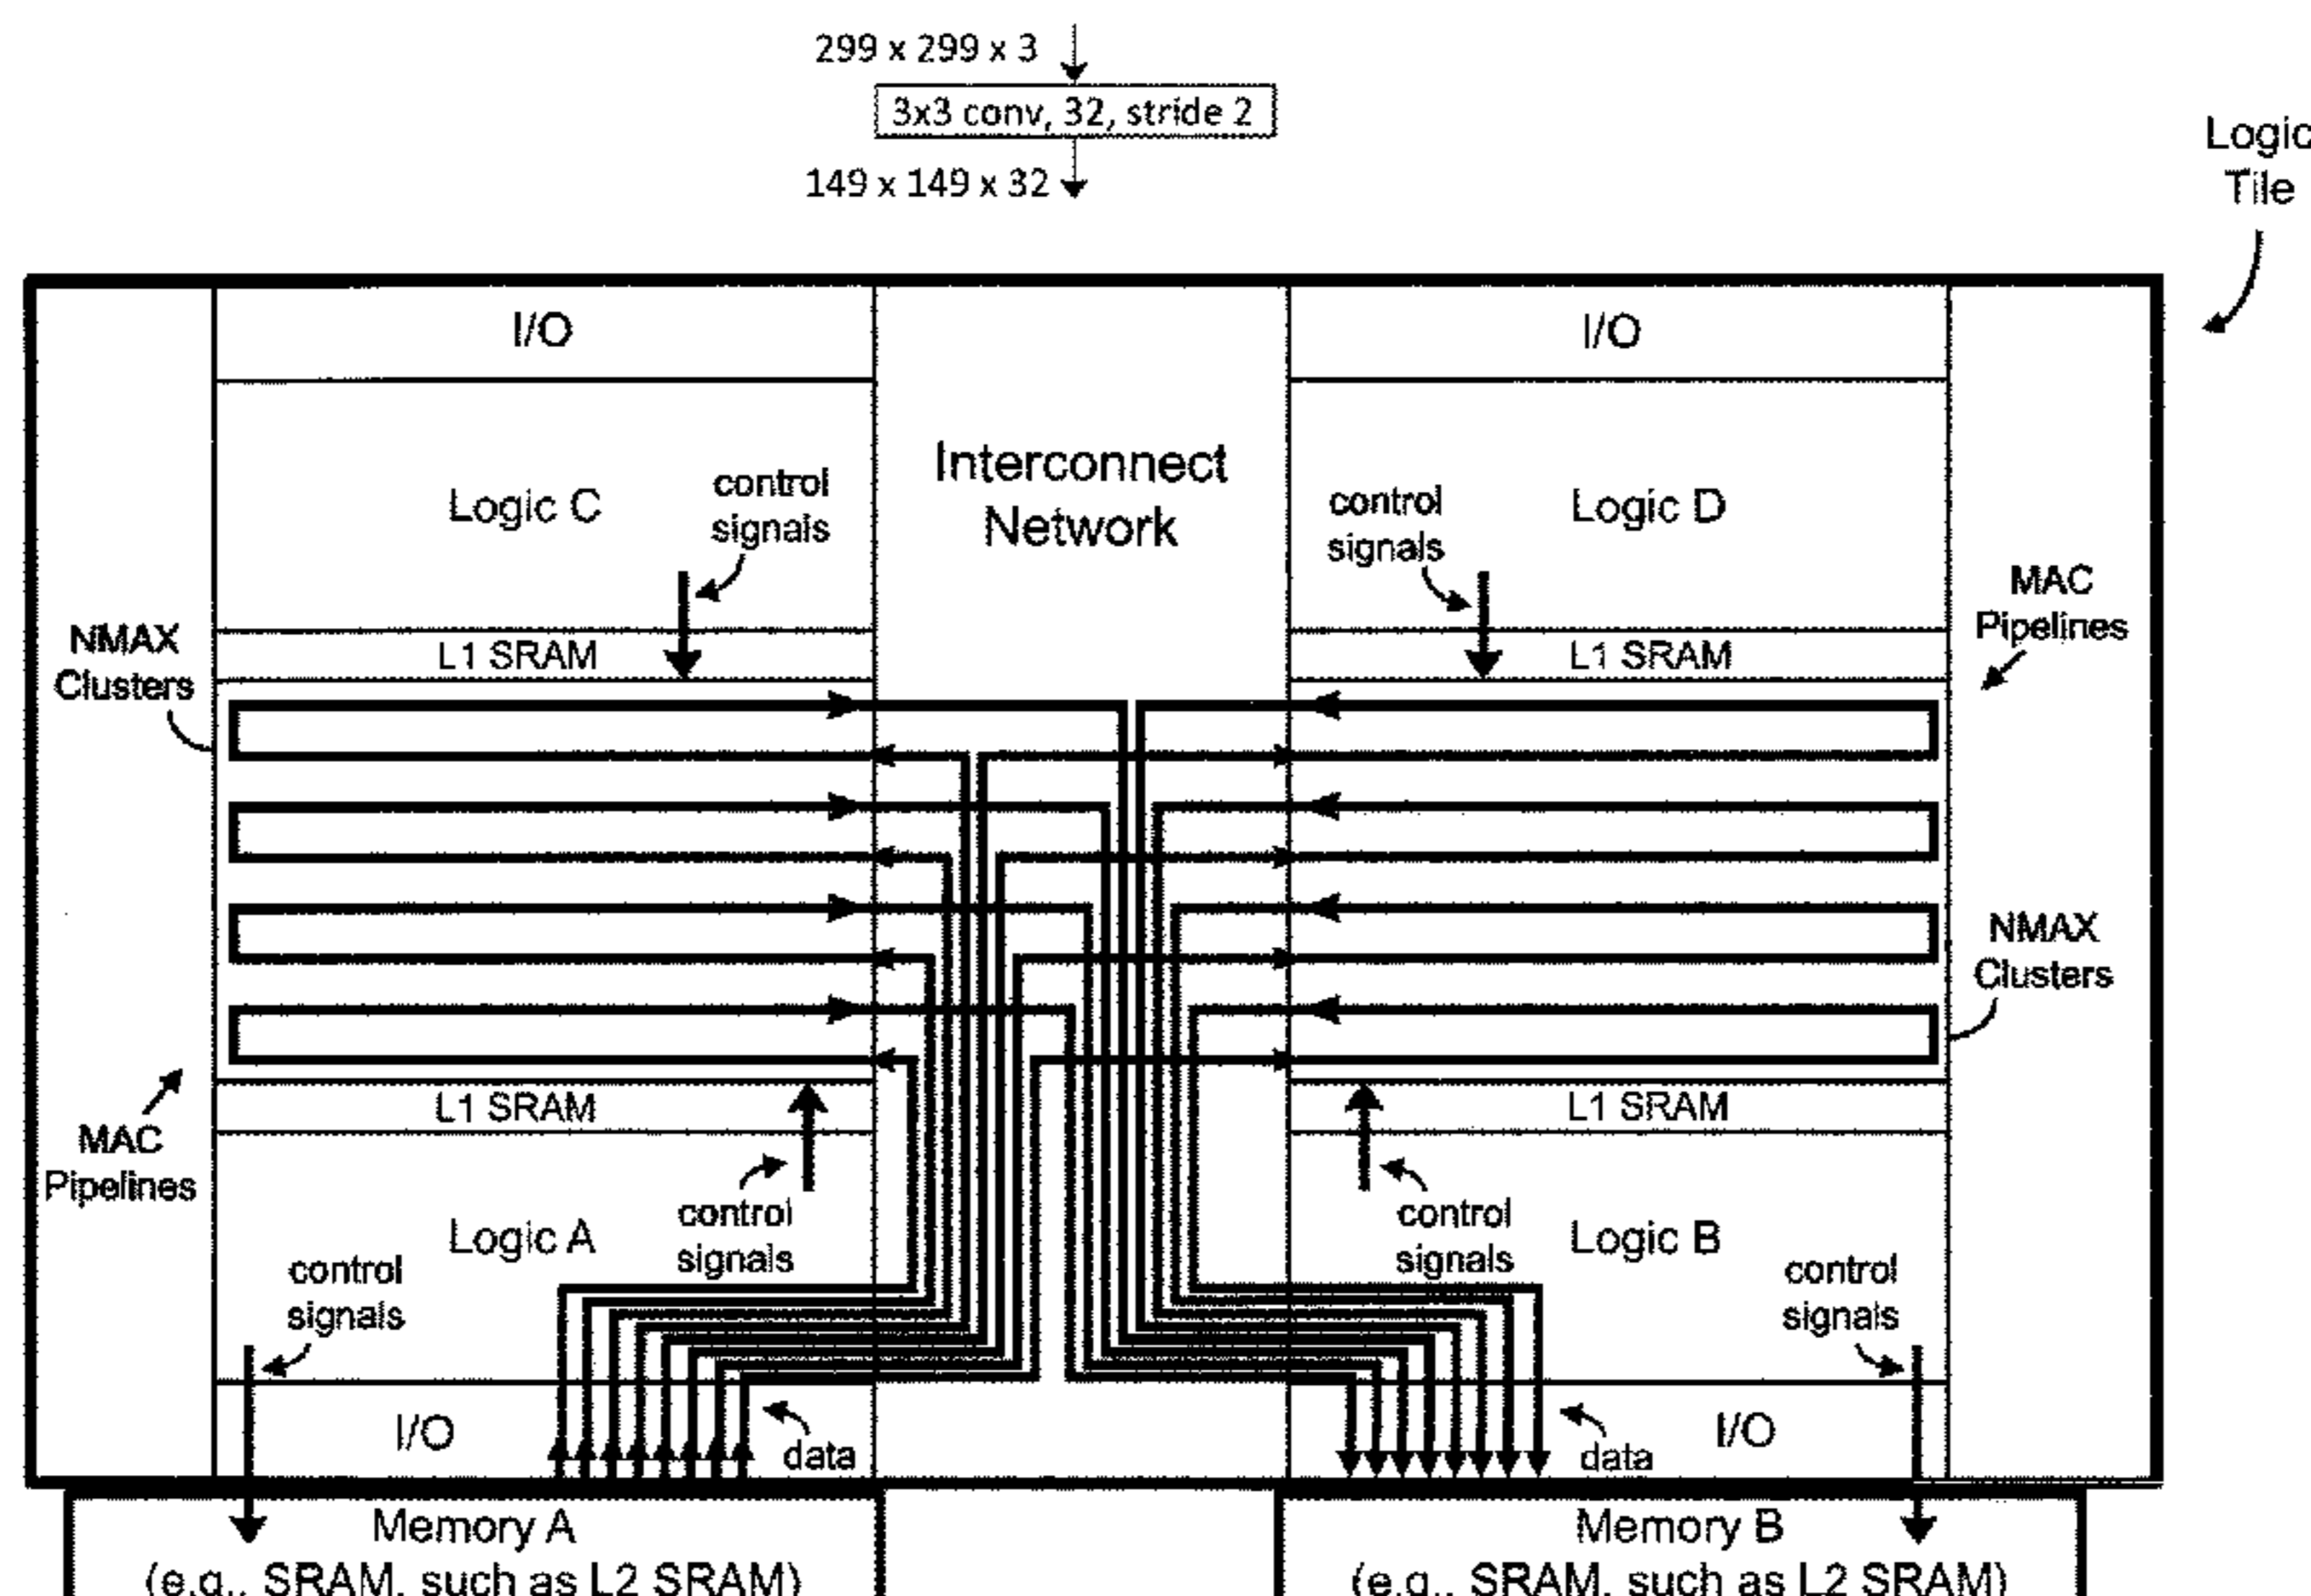 299 x 299 x 3
3x3 conv, 32, stride 2
149 x 149 x 32
Logic
Tile
I/O
I/O
Logic C
control
signals
Interconnect
Network
control
signals
Logic D
MAC
Pipelines
NMAX
Clusters
L1 SRAM
L1 SRAM
NMAX
Clusters
L1 SRAM
L1 SRAM
MAC
Pipelines
Logic A
control
signals
control
signals
Logic B
control
signals
control
signals
I/O
data
data
I/O
Memory A
(e.g., SRAM, such as L2 SRAM)
Memory B
(e.g., SRAM, such as L2 SRAM)